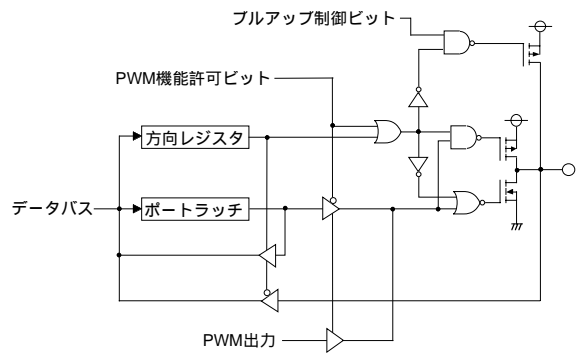 ブルアップ制御ビット
PWM機能許可ビット
方向レジスタ
データバス
ポートラッチ
PWM出力